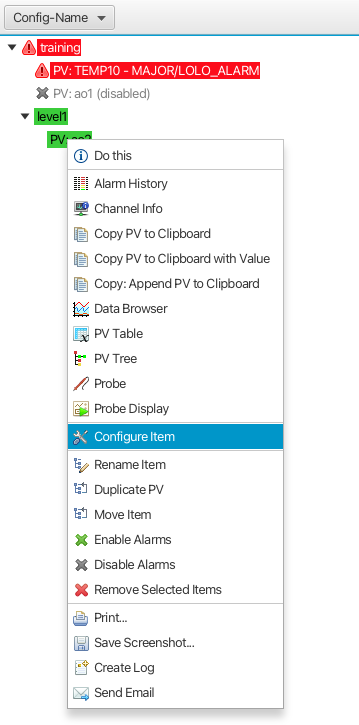 Config-Name
training
PV: TEMP10 - MAJOR/LOLO_ALARM
PV: ao1 (disabled)
level1
PV: ao2
Do this
Alarm History
Channel Info
Copy PV to Clipboard
Copy PV to Clipboard with Value
Copy: Append PV to Clipboard
Data Browser
PV Table
PV Tree
Probe
Probe Display
Configure Item
Rename Item
Duplicate PV
Move Item
Enable Alarms
Disable Alarms
Remove Selected Items
Print...
Save Screenshot...
Create Log
Send Email